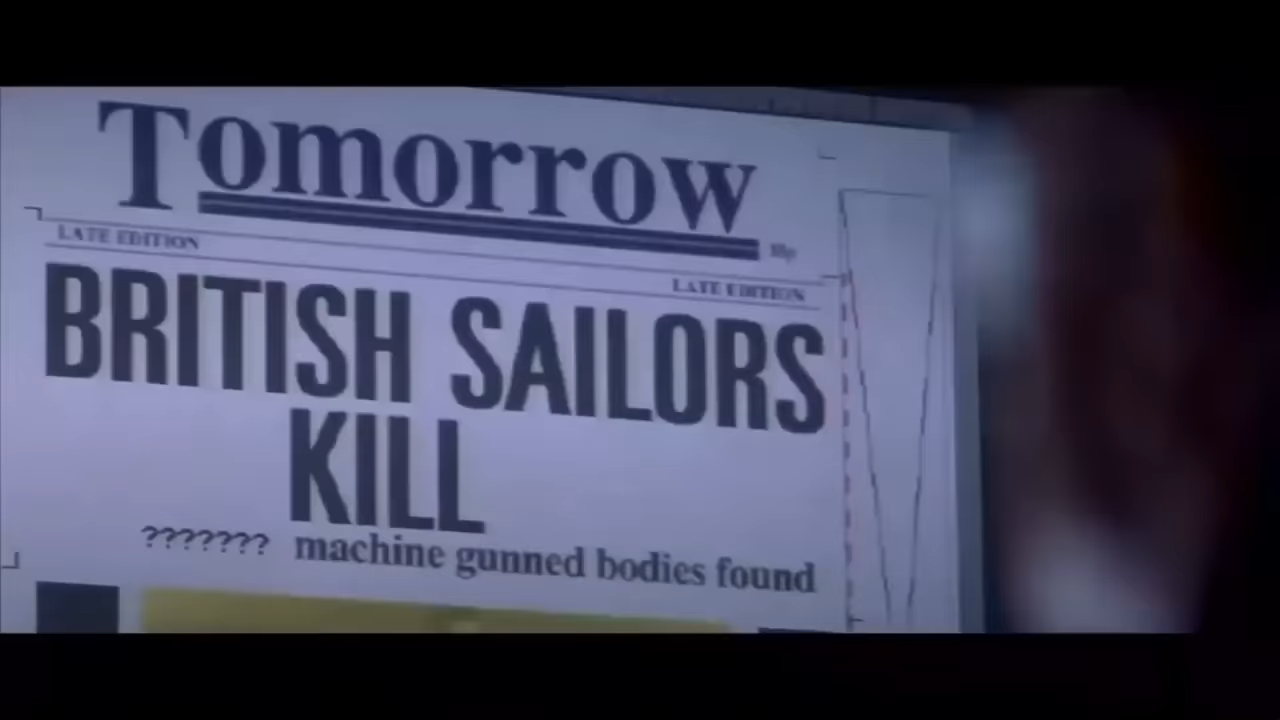 Tomorrow
LATE EDITION
LATE EDITION
BRITISH SAILORS
KILL
??????? machine gunned bodies found